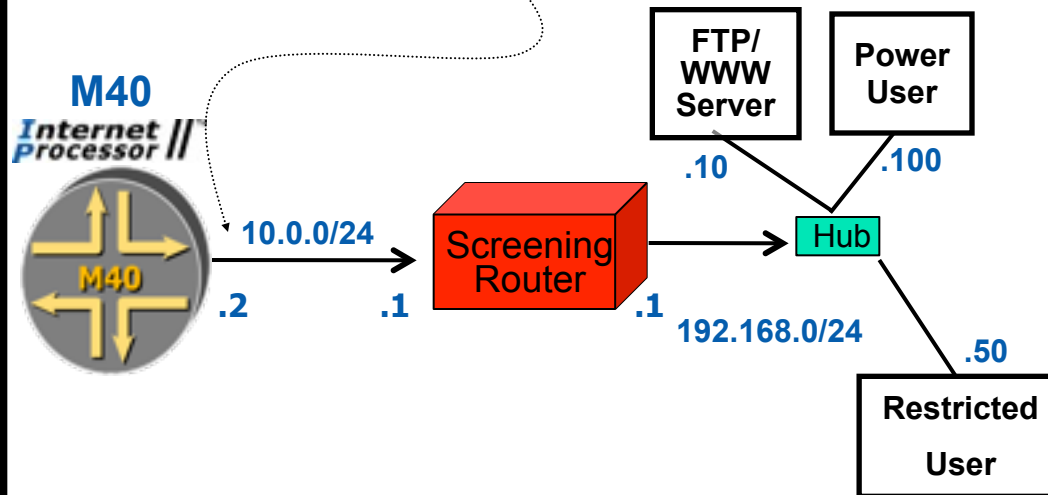 FTP/
WWW
Server
Power
User
M40
Internet II™
Processor
.10
.100
10.0.0/24
Screening
Router
Hub
M40
.2
.1
.1
192.168.0/24
.50
Restricted
User